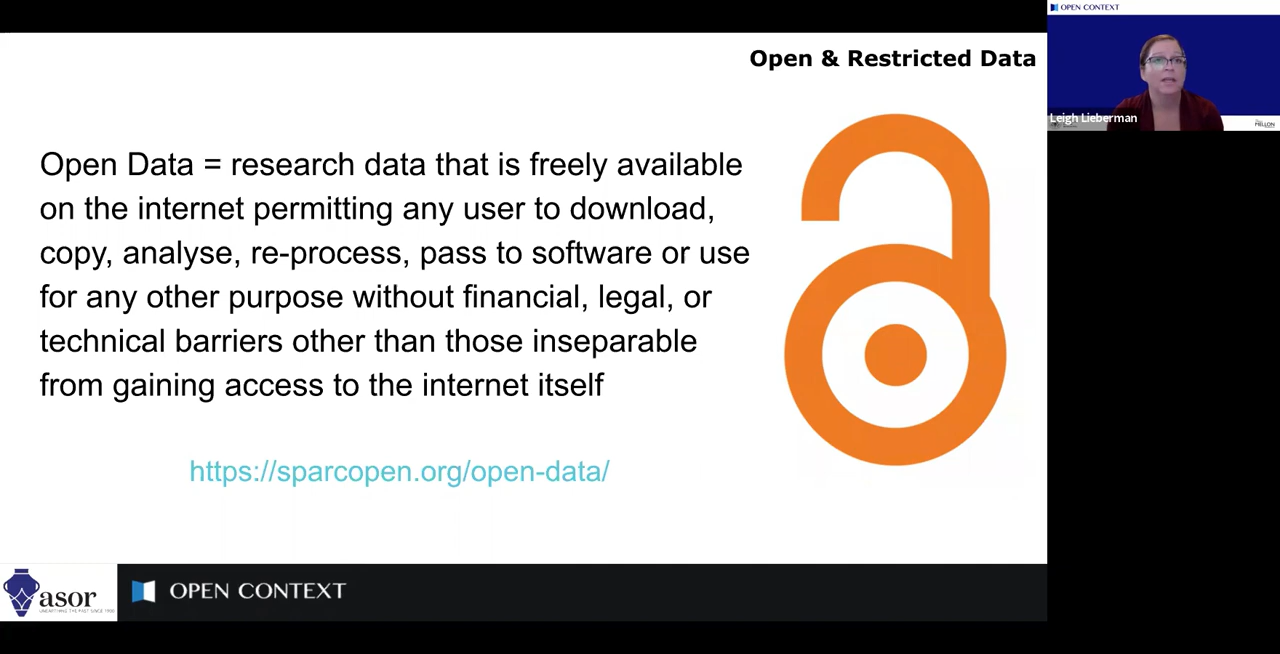 Open & Restricted Data
Open Data = research data that is freely available
on the internet permitting any user to download,
copy, analyse, re-process, pass to software or use
for any other purpose without financial, legal, or
technical barriers other than those inseparable
from gaining access to the internet itself
https://sparcopen.org/open-data/
asor
OPEN CONTEXT
OPEN CONTEXT
Leigh Lieberman
MELLON